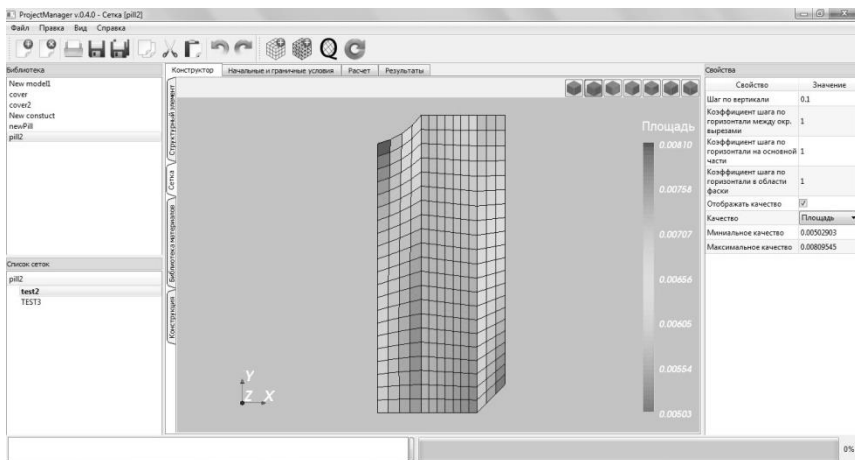 ProjectManager v.0.4.0 - Сетка [pill2]
Файл Правка Вид Справка
Библиотека
New model1
cover
cover2
New constuct
newPill
pill2
Список сеток
pill2
test2
TEST3
Конструктор Начальные и граничные условия Расчет Результаты
Структурный элемент
Сетка
Библиотека материалов
Конструкция
Площадь
0.00810
0.00758
0.00707
0.00656
0.00605
0.00554
0.00503
Y
Z X
Свойства
Свойство Значение
Шаг по вертикали 0,1
Коэффициент шага по
горизонтали между окр. 1
вырезами
Коэффициент шага по
горизонтали на основной 1
части
Коэффициент шага по
горизонтали в области 1
фаски
Отображать качество
Качество Площадь
Миниальное качество 0.00502903
Максимальное качество 0.00809545
0%